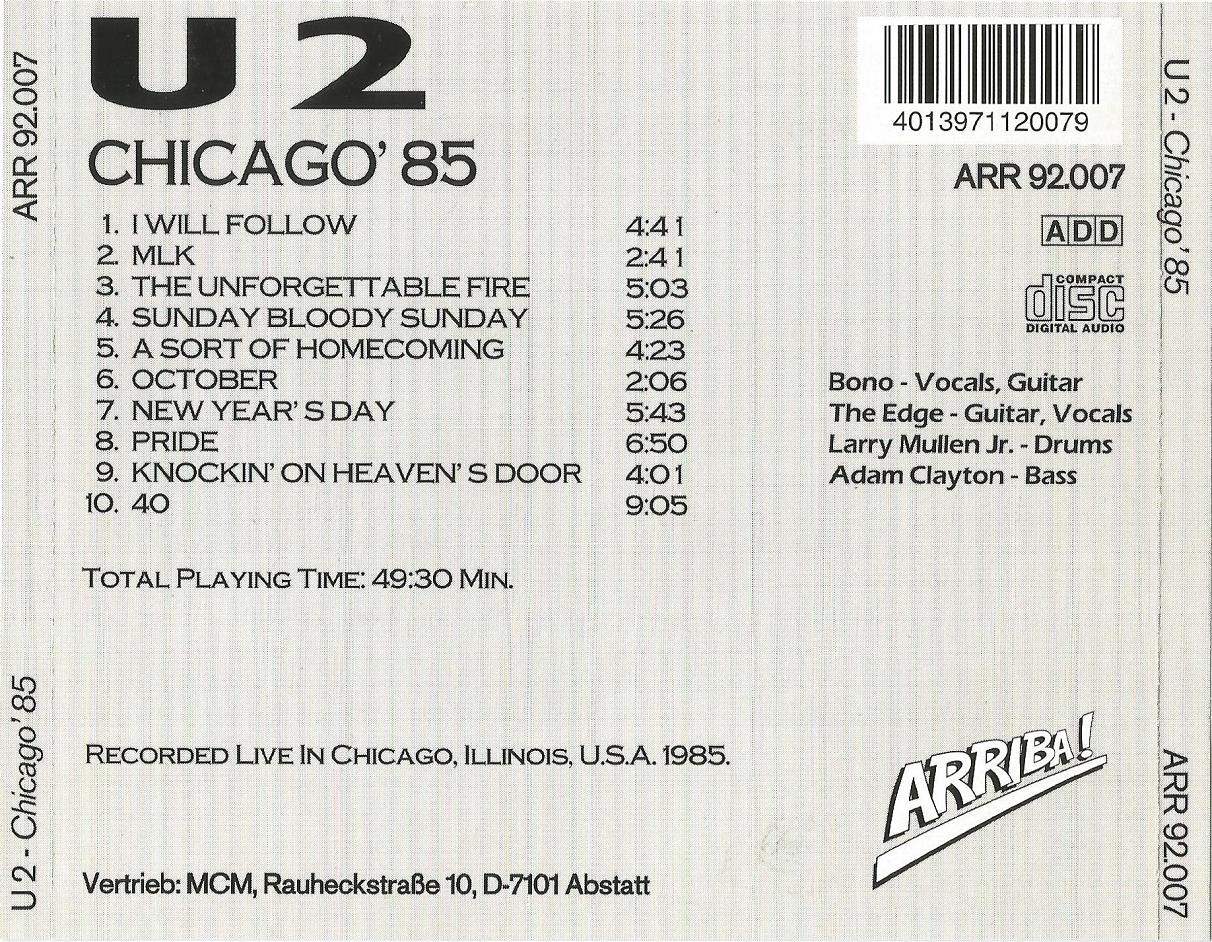 U 2
CHICAGO' 85
1. I WILL FOLLOW 4:41
2. MLK 2:41
3. THE UNFORGETTABLE FIRE 5:03
4. SUNDAY BLOODY SUNDAY 5:26
5. A SORT OF HOMECOMING 4:23
6. OCTOBER 2:06
7. NEW YEAR' S DAY 5:43
8. PRIDE 6:50
9. KNOCKIN' ON HEAVEN' S DOOR 4:01
10. 40 9:05
TOTAL PLAYING TIME: 49:30 MIN.
RECORDED LIVE IN CHICAGO, ILLINOIS, U.S.A. 1985.
Vertrieb: MCM, Rauheckstraße 10, D-7101 Abstatt
4013971120079
ARR 92.007
ADD
COMPACT
disc
DIGITAL AUDIO
Bono - Vocals, Guitar
The Edge - Guitar, Vocals
Larry Mullen Jr. - Drums
Adam Clayton - Bass
ARRIBA!
ARR 92.007
U 2 - Chicago' 85
U 2 - Chicago' 85
ARR 92.007